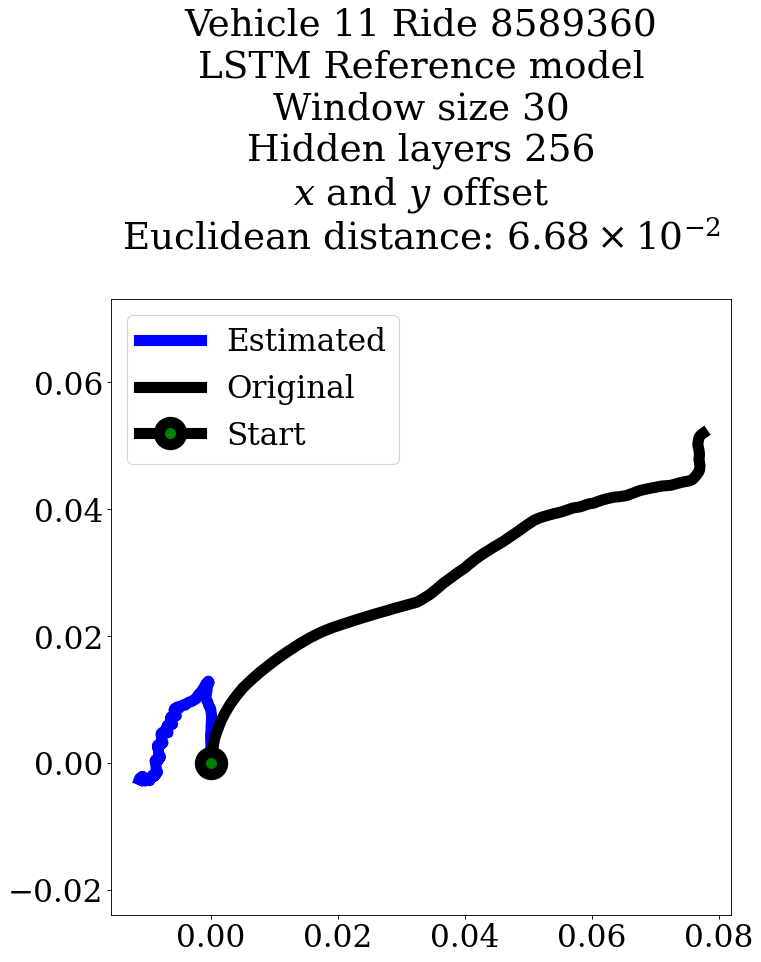 Vehicle 11 Ride 8589360
LSTM Reference model
Window size 30
Hidden layers 256
x and y offset
Euclidean distance: 6.68 × 10⁻²
Estimated
Original
Start
0.06
0.04
0.02
0.00
−0.02
0.00 0.02 0.04 0.06 0.08